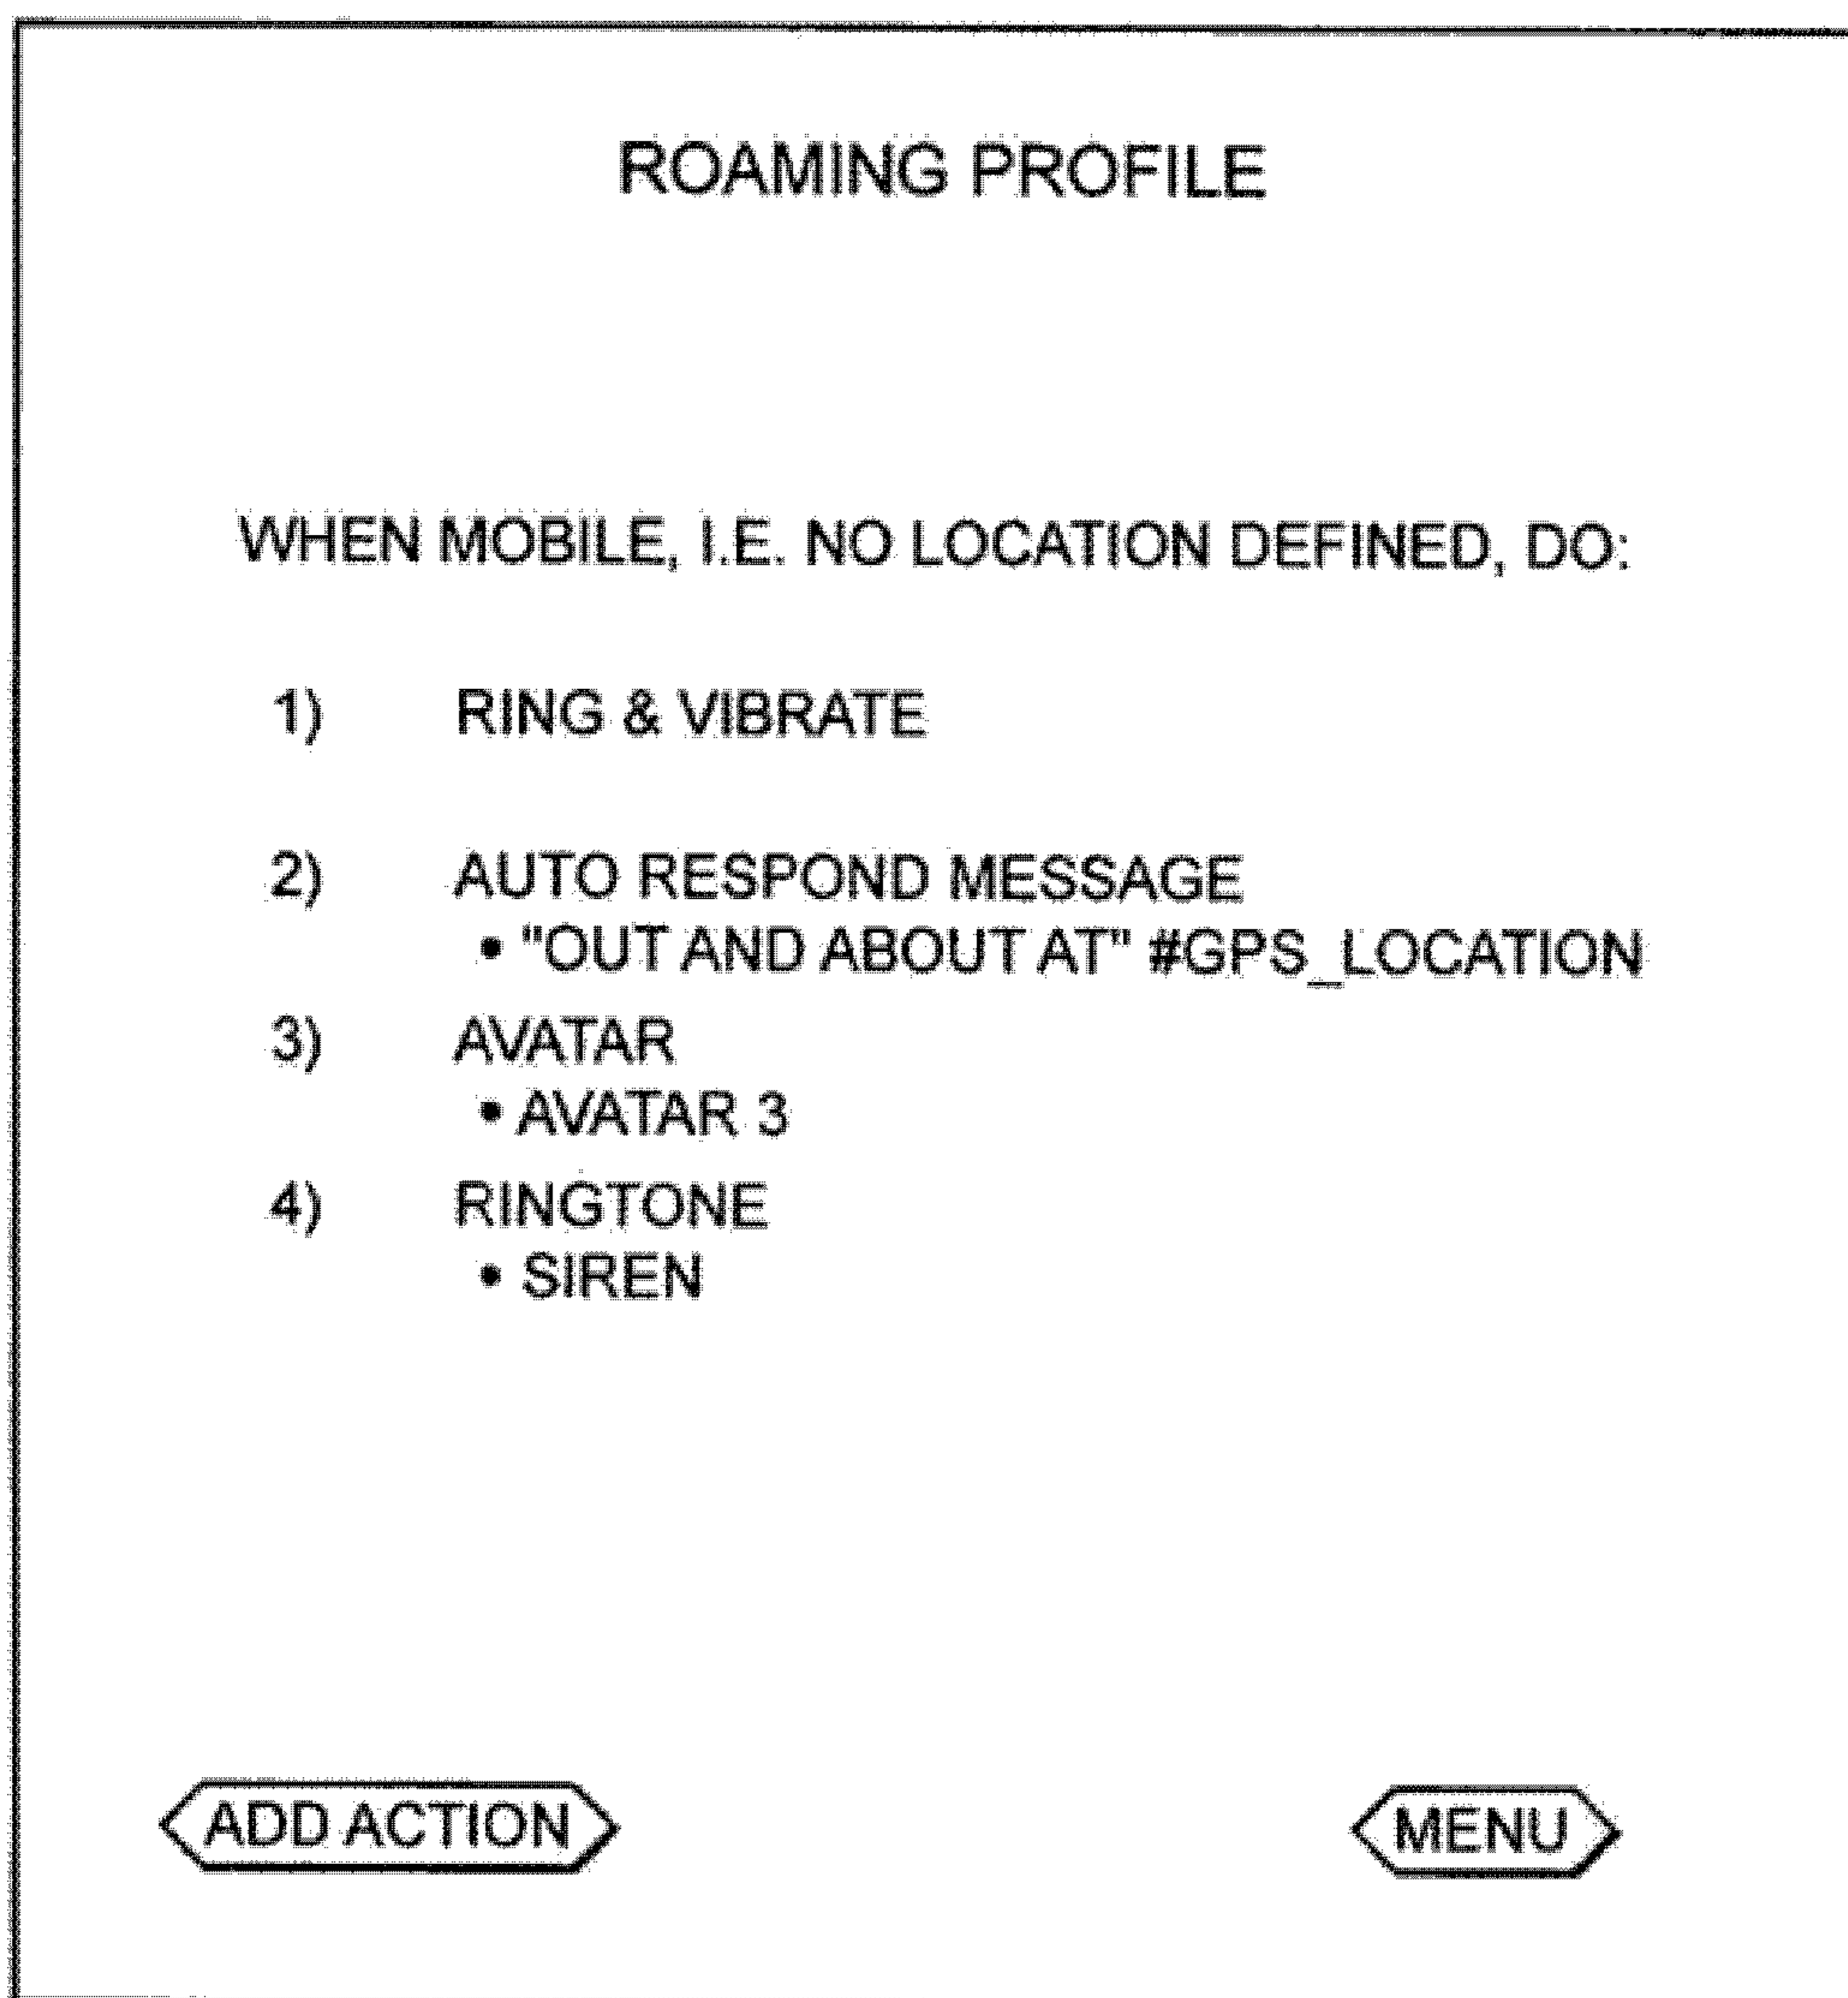 ROAMING PROFILE
WHEN MOBILE, I.E. NO LOCATION DEFINED, DO:
1) RING & VIBRATE
2) AUTO RESPOND MESSAGE
• "OUT AND ABOUT AT" #GPS_LOCATION
3) AVATAR
• AVATAR 3
4) RINGTONE
• SIREN
ADD ACTION
MENU